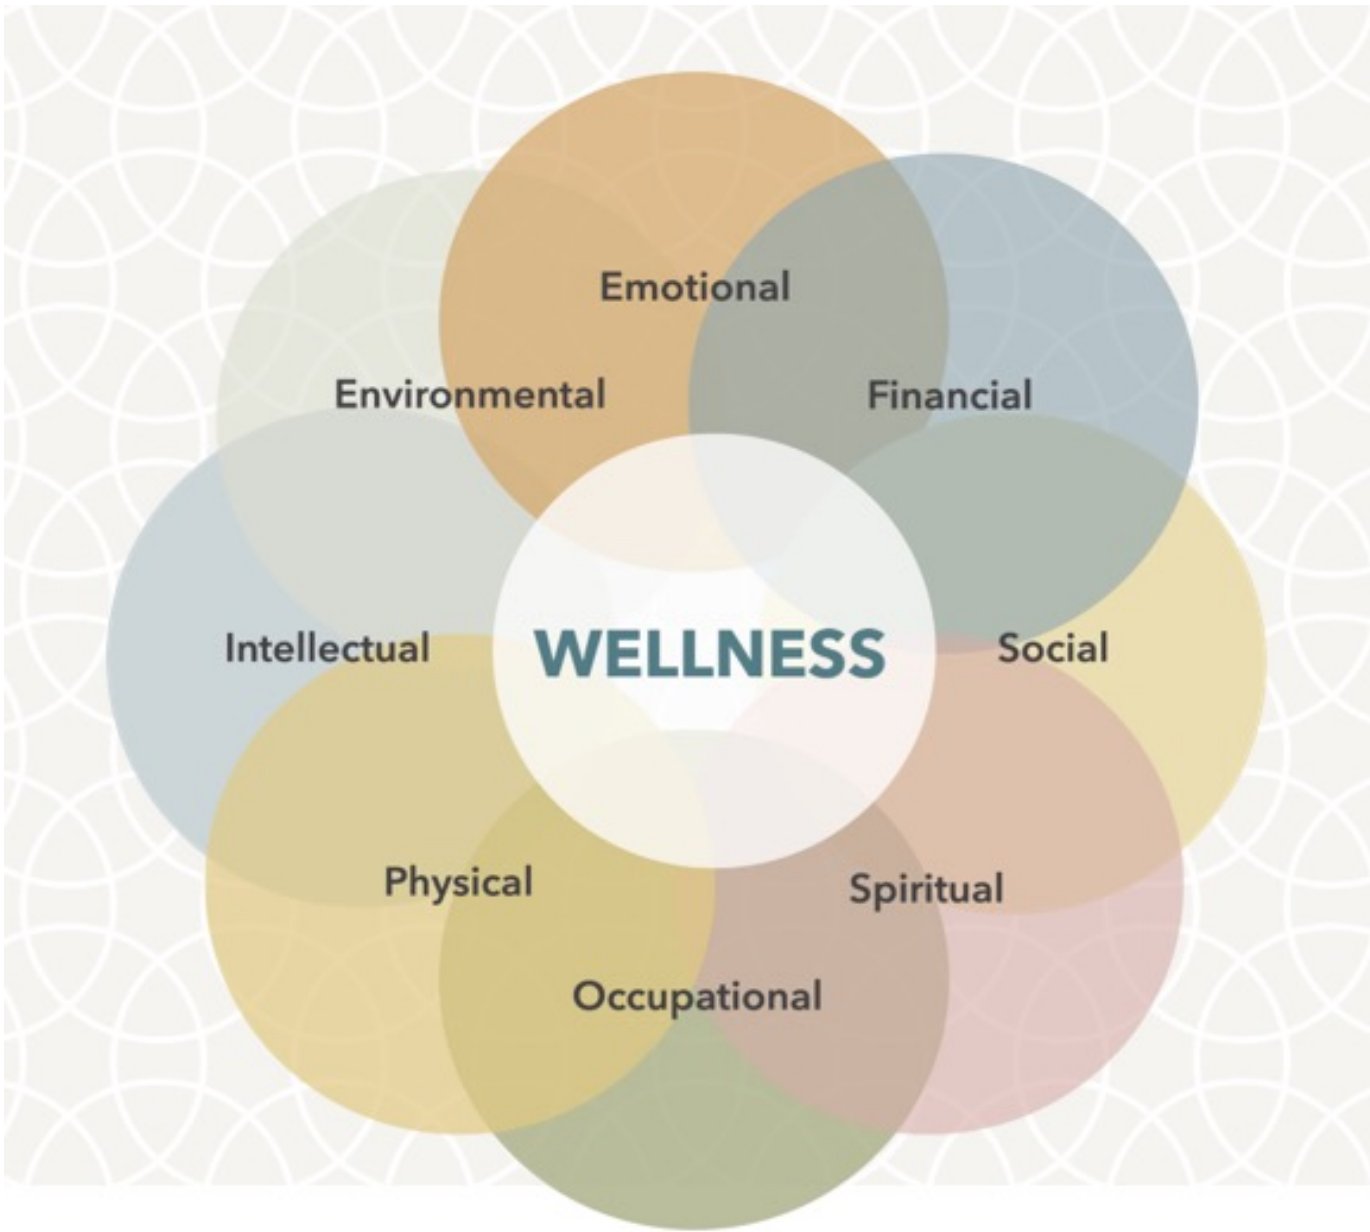 Emotional
Environmental
Financial
Intellectual
WELLNESS
Social
Physical
Spiritual
Occupational